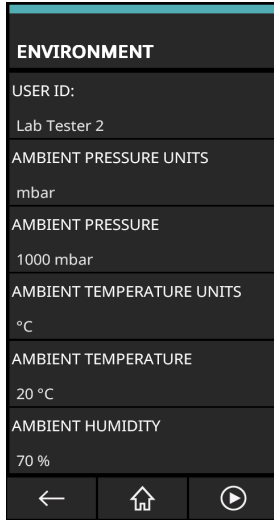 ENVIRONMENT
USER ID:
Lab Tester 2
AMBIENT PRESSURE UNITS
mbar
AMBIENT PRESSURE
1000 mbar
AMBIENT TEMPERATURE UNITS
°C
AMBIENT TEMPERATURE
20 °C
AMBIENT HUMIDITY
70 %